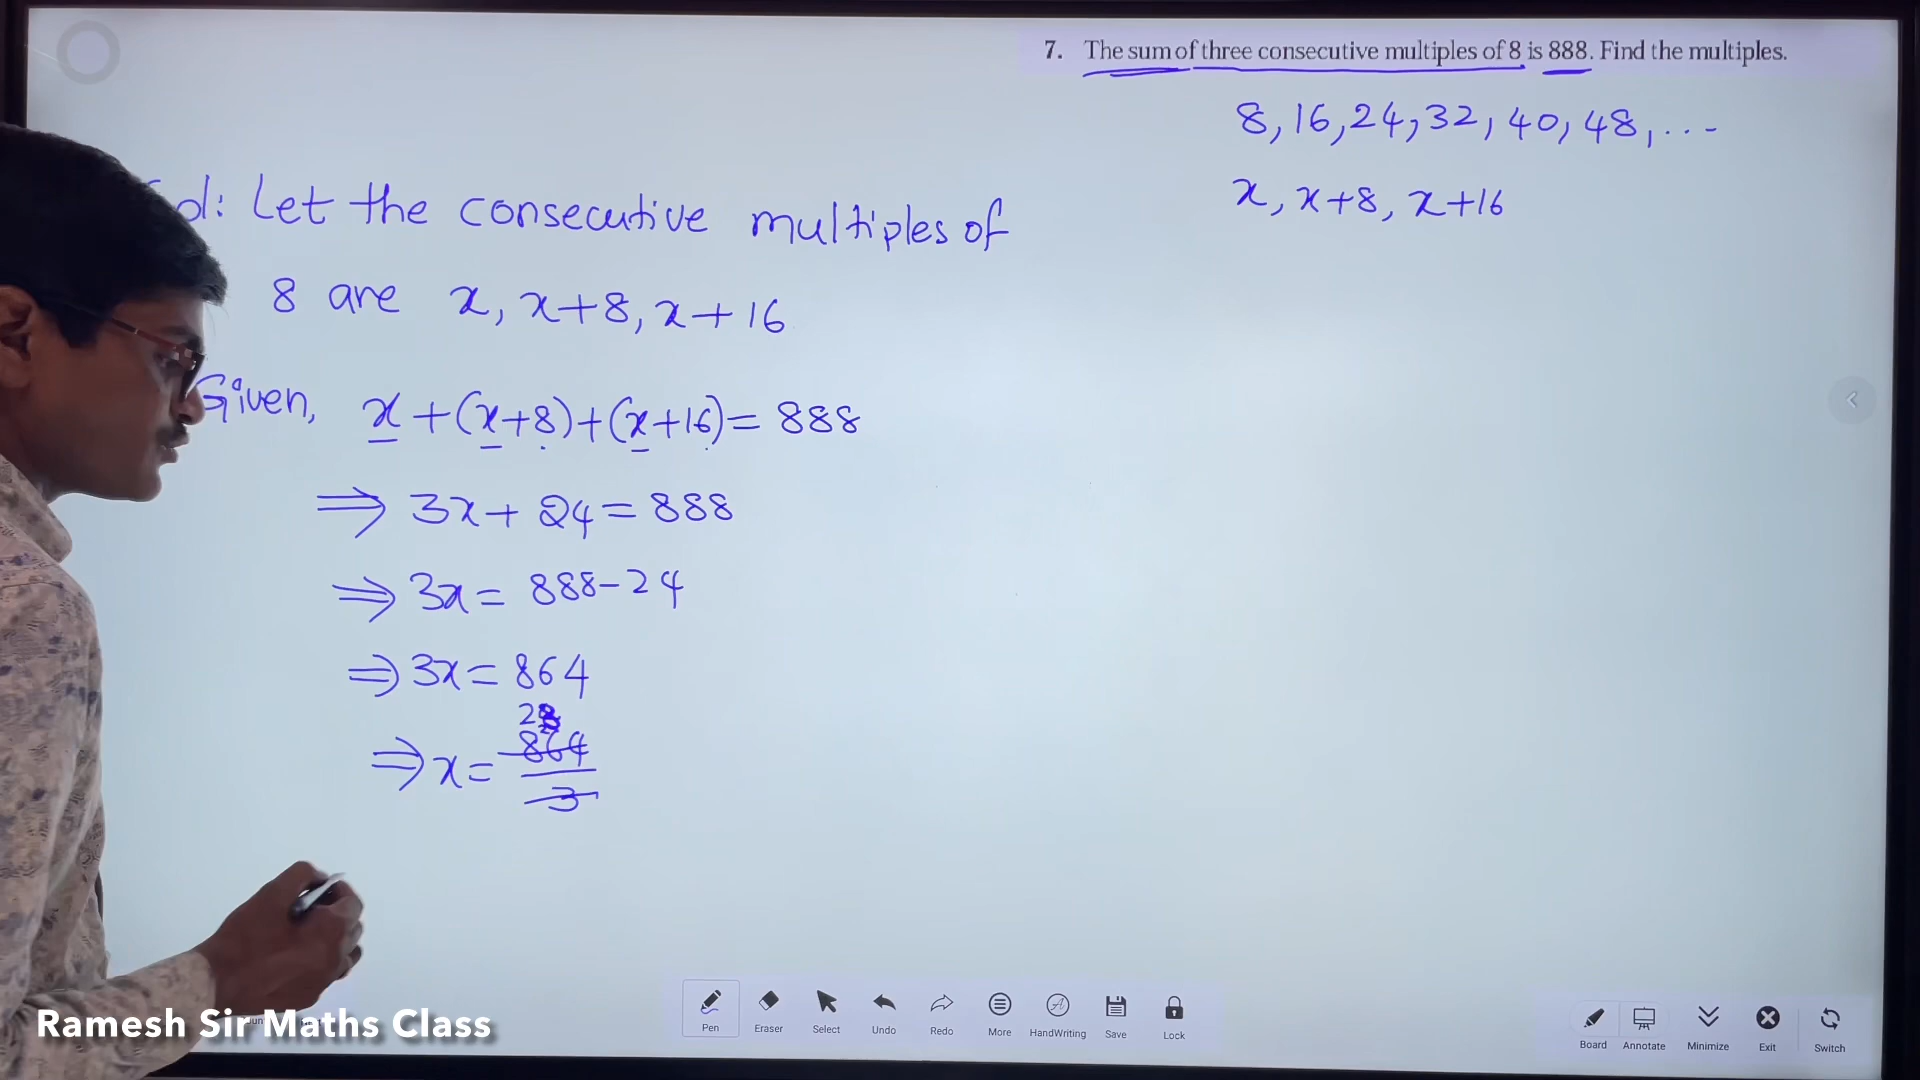 7. The sum of three consecutive multiples of 8 is 888. Find the multiples.
8, 16, 24, 32, 40, 48, ...
x, x+8, x+16
Sol: Let the consecutive multiples of
8 are x, x+8, x+16
Given, x+(x+8)+(x+16)=888
⇒ 3x+24=888
⇒ 3x=888-24
⇒ 3x=864
28
⇒ x=864/3
Ramesh Sir Maths Class
Pen Eraser Select Undo Redo More HandWriting Save Lock
Board Annotate Minimize Exit Switch